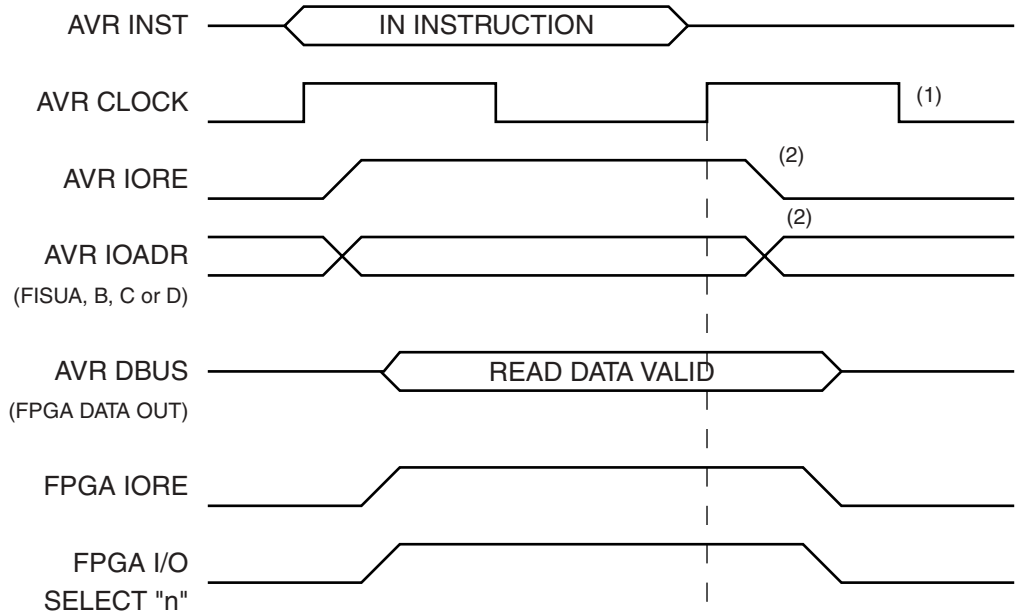 AVR INST
IN INSTRUCTION
AVR CLOCK
(1)
AVR IORE
(2)
AVR IOADR
(FISUA, B, C or D)
(2)
AVR DBUS
(FPGA DATA OUT)
READ DATA VALID
FPGA IORE
FPGA I/O
SELECT "n"